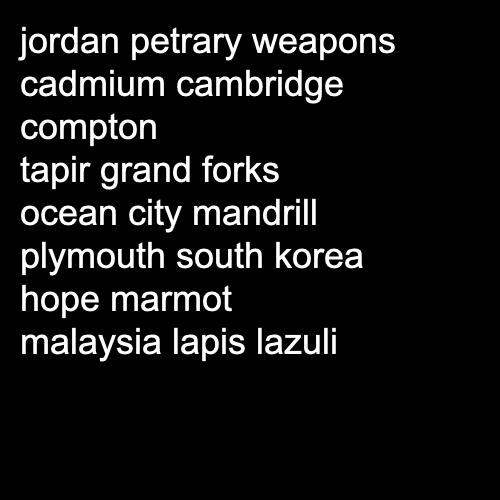 jordan petrary weapons
cadmium cambridge
compton
tapir grand forks
ocean city mandrill
plymouth south korea
hope marmot
malaysia lapis lazuli